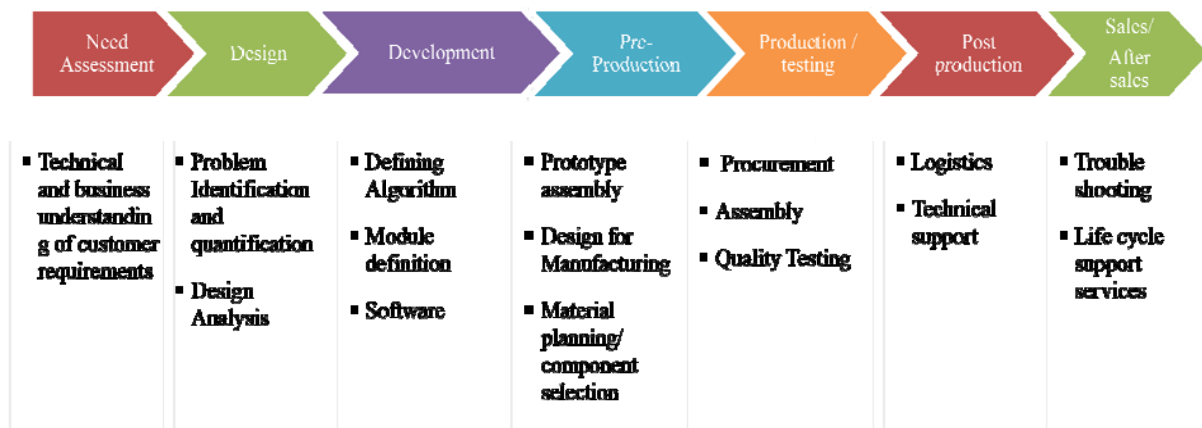 Need
Assessment
Design
Development
Pre-
Production
Production /
testing
Post
production
Sales/
After
sales
▪ Technical
and business
understandin
g of customer
requirements
▪ Problem
Identification
and
quantification
▪ Design
Analysis
▪ Defining
Algorithm
▪ Module
definition
▪ Software
▪ Prototype
assembly
▪ Design for
Manufacturing
▪ Material
planning/
component
selection
▪ Procurement
▪ Assembly
▪ Quality Testing
▪ Logistics
▪ Technical
support
▪ Trouble
shooting
▪ Life cycle
support
services